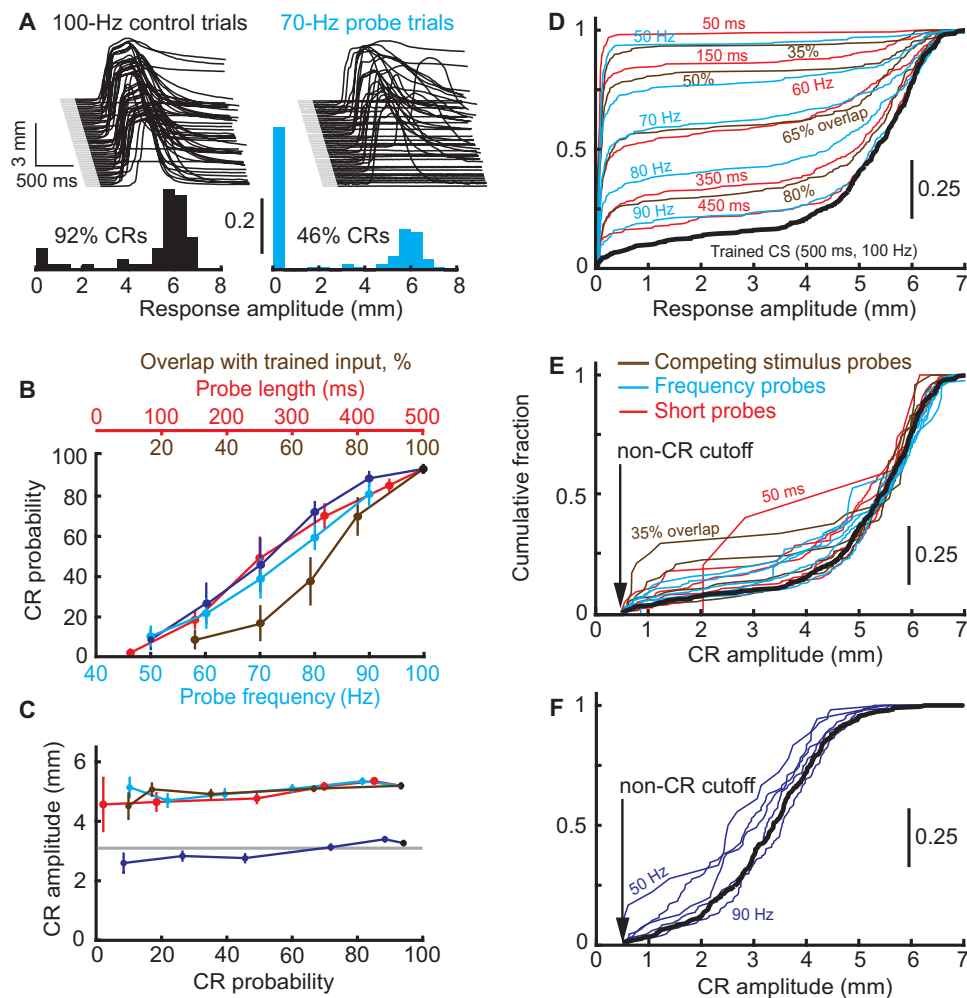 A
100-Hz control trials
70-Hz probe trials
3 mm
500 ms
92% CRs
0.2
46% CRs
0 2 4 6 8
0 2 4 6 8
Response amplitude (mm)
B
Overlap with trained input, %
Probe length (ms)
0 100 200 300 400 500
20 40 60 80 100
CR probability
100
80
60
40
20
0
40 50 60 70 80 90 100
Probe frequency (Hz)
C
CR amplitude (mm)
6
4
2
0
0 20 40 60 80 100
CR probability
D
1
0.5
0
50 ms
50 Hz
35%
150 ms
50%
60 Hz
70 Hz
65% overlap
80 Hz
350 ms
80%
90 Hz
450 ms
0.25
Trained CS (500 ms, 100 Hz)
0 1 2 3 4 5 6 7
Response amplitude (mm)
E
Competing stimulus probes
Frequency probes
Short probes
1
0.5
0
Cumulative fraction
non-CR cutoff
50 ms
35% overlap
0.25
0 1 2 3 4 5 6 7
CR amplitude (mm)
F
1
0.5
0
non-CR cutoff
50 Hz
90 Hz
0.25
0 1 2 3 4 5 6 7
CR amplitude (mm)